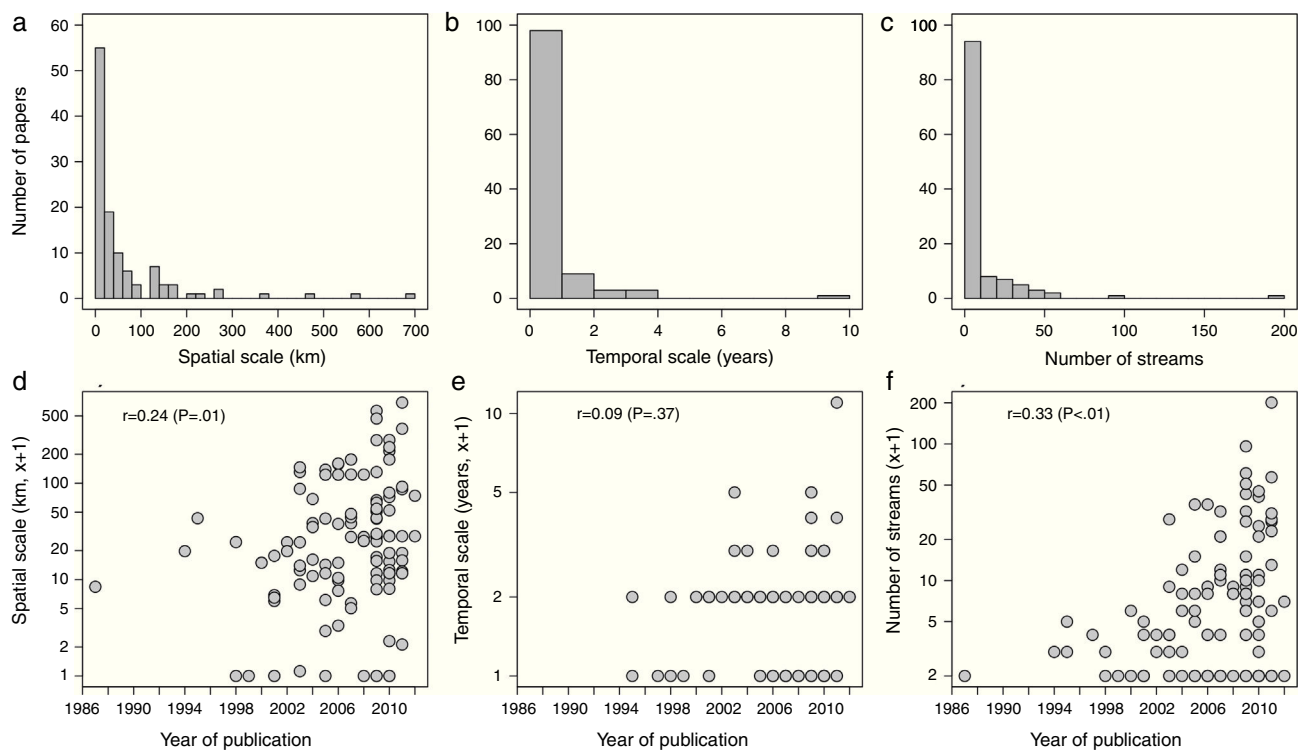 a
60
50
40
30
20
10
0
Number of papers
0 100 200 300 400 500 600 700
Spatial scale (km)
b
100
80
60
40
20
0
0 2 4 6 8 10
Temporal scale (years)
c
100
80
60
40
20
0
0 50 100 150 200
Number of streams
d
r=0.24 (P=.01)
500
200
100
50
20
10
5
2
1
Spatial scale (km, x+1)
1986 1990 1994 1998 2002 2006 2010
Year of publication
e
r=0.09 (P=.37)
10
5
2
1
Temporal scale (years, x+1)
1986 1990 1994 1998 2002 2006 2010
Year of publication
f
r=0.33 (P<.01)
200
100
50
20
10
5
2
Number of streams (x+1)
1986 1990 1994 1998 2002 2006 2010
Year of publication